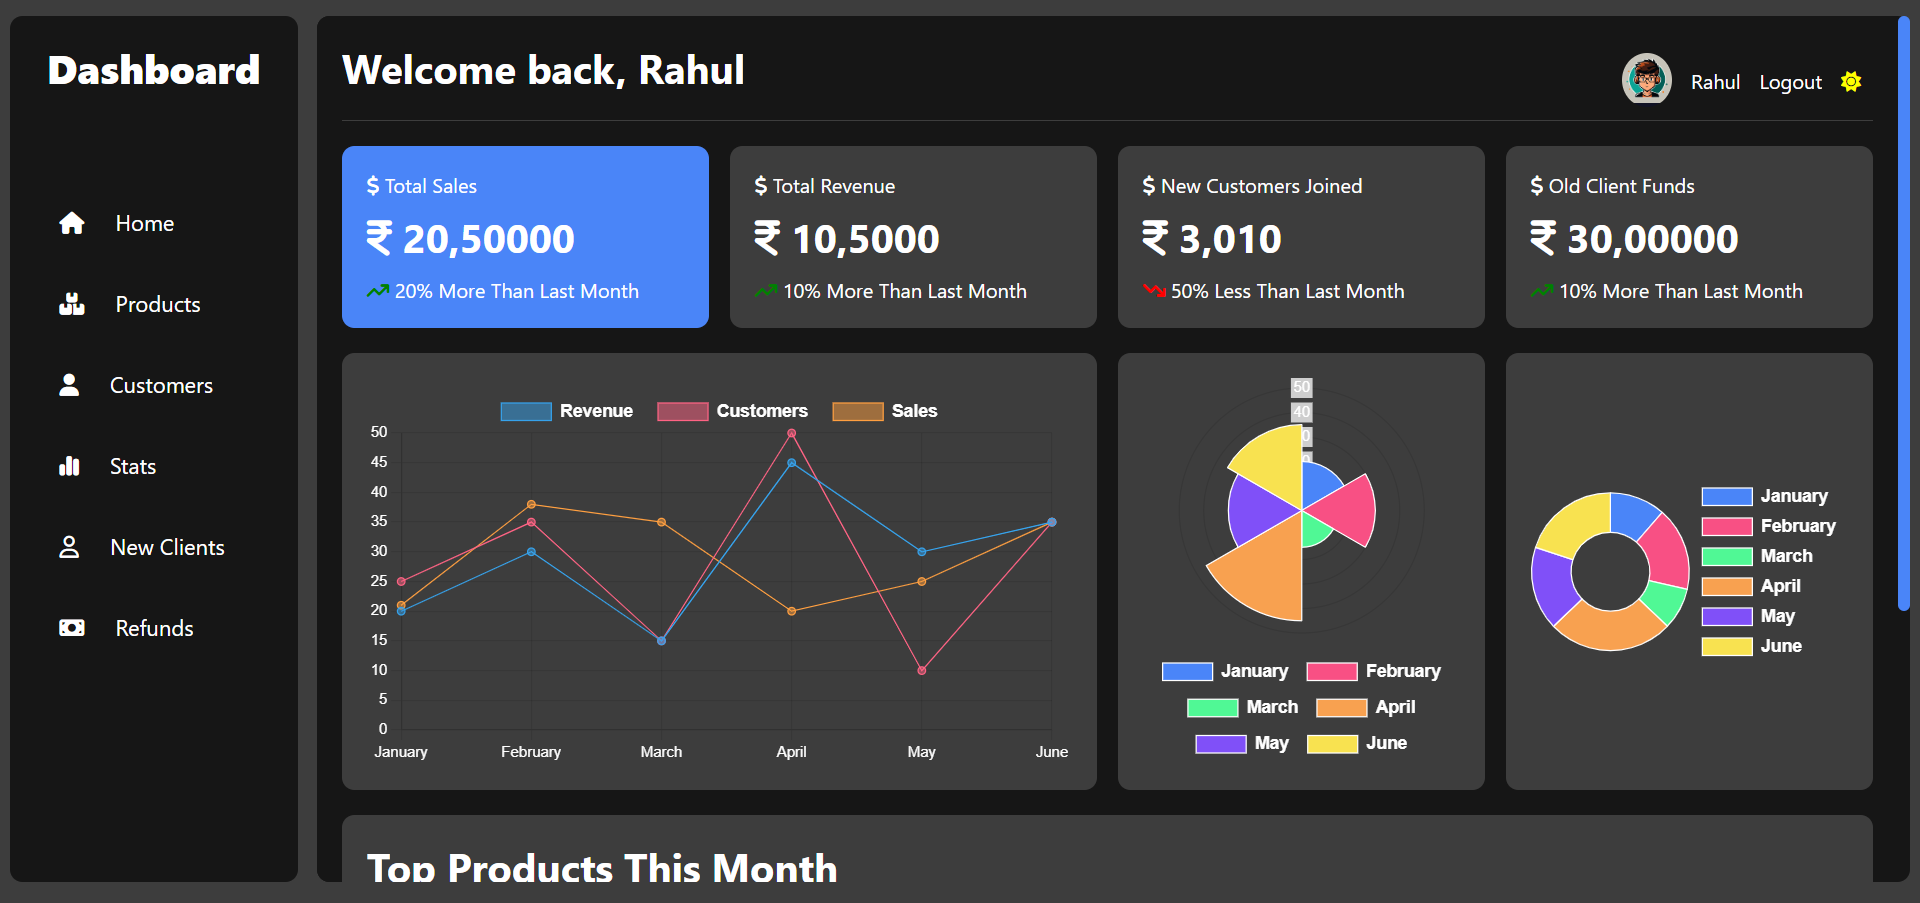 Dashboard
Home
Products
Customers
Stats
New Clients
Refunds
Welcome back, Rahul
Rahul Logout
$ Total Sales
₹ 20,50000
20% More Than Last Month
$ Total Revenue
₹ 10,5000
10% More Than Last Month
$ New Customers Joined
₹ 3,010
50% Less Than Last Month
$ Old Client Funds
₹ 30,00000
10% More Than Last Month
Revenue Customers Sales
50
45
40
35
30
25
20
15
10
5
0
January February March April May June
50
40
0
0
January February
March April
May June
January
February
March
April
May
June
Top Products This Month